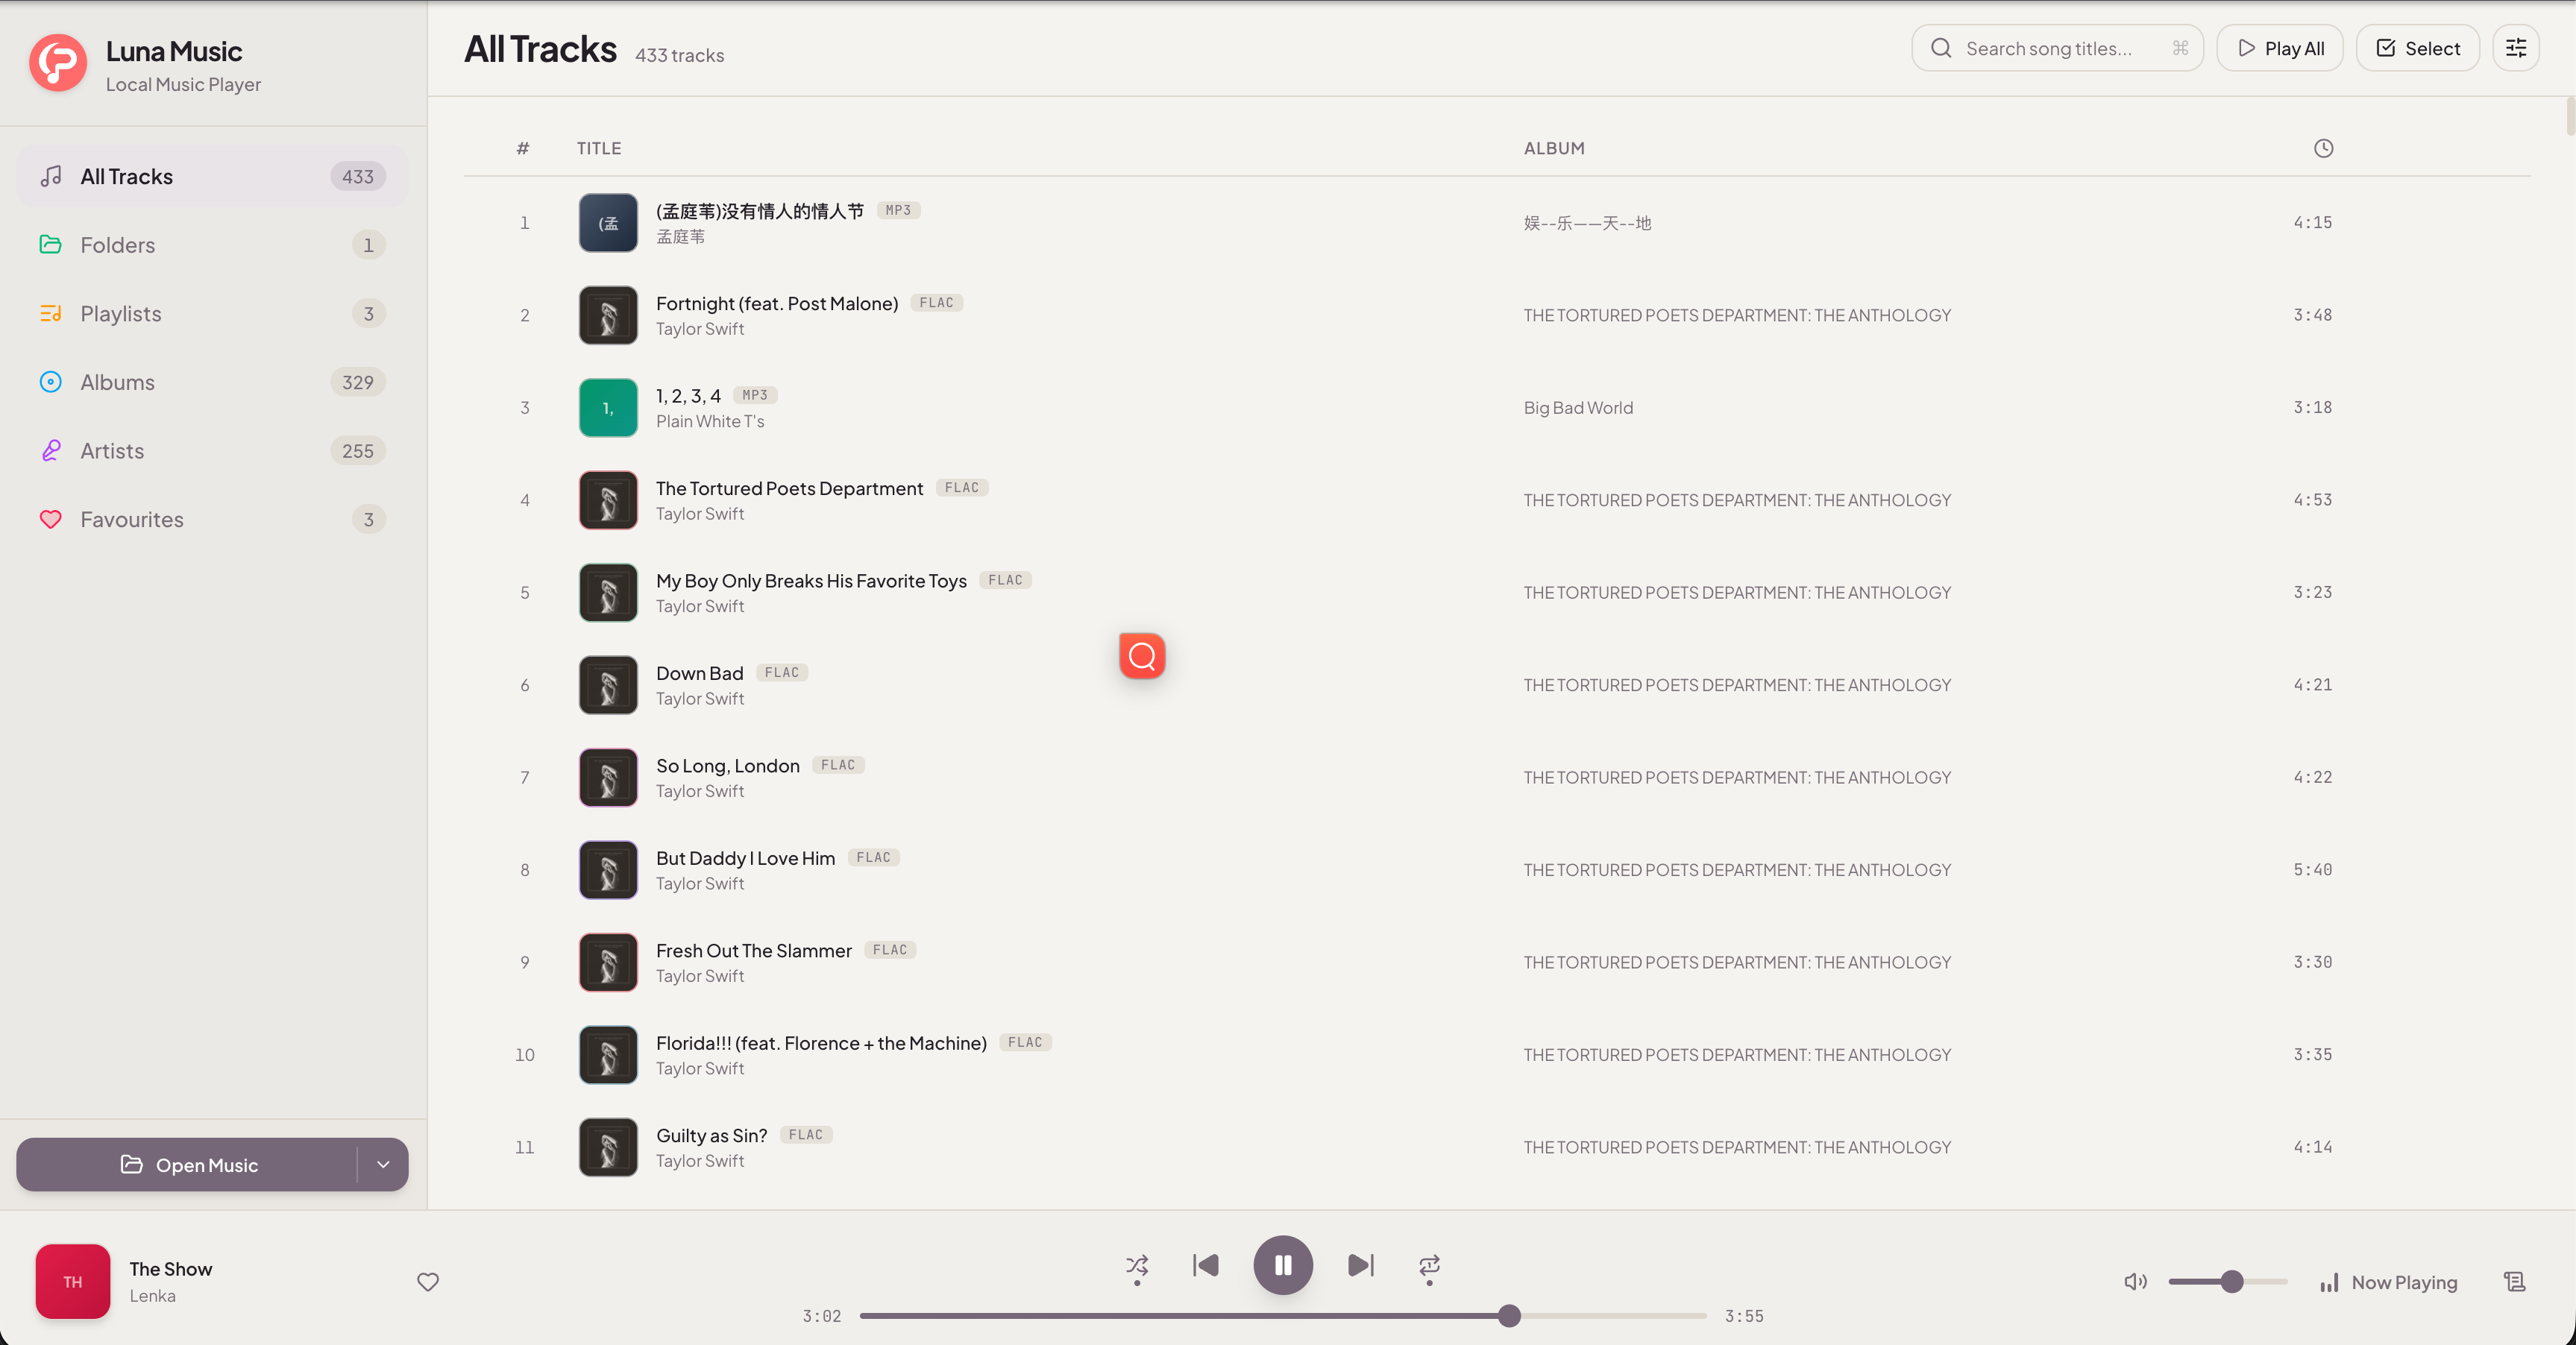 Luna Music
Local Music Player
All Tracks 433
Folders 1
Playlists 3
Albums 329
Artists 255
Favourites 3
Open Music
All Tracks 433 tracks
Search song titles... ⌘
Play All
Select
# TITLE ALBUM
1 (孟 (孟庭苇)没有情人的情人节 MP3 娱--乐——天--地 4:15
孟庭苇
2 Fortnight (feat. Post Malone) FLAC THE TORTURED POETS DEPARTMENT: THE ANTHOLOGY 3:48
Taylor Swift
3 1, 1, 2, 3, 4 MP3 Big Bad World 3:18
Plain White T's
4 The Tortured Poets Department FLAC THE TORTURED POETS DEPARTMENT: THE ANTHOLOGY 4:53
Taylor Swift
5 My Boy Only Breaks His Favorite Toys FLAC THE TORTURED POETS DEPARTMENT: THE ANTHOLOGY 3:23
Taylor Swift
6 Down Bad FLAC THE TORTURED POETS DEPARTMENT: THE ANTHOLOGY 4:21
Taylor Swift
7 So Long, London FLAC THE TORTURED POETS DEPARTMENT: THE ANTHOLOGY 4:22
Taylor Swift
8 But Daddy I Love Him FLAC THE TORTURED POETS DEPARTMENT: THE ANTHOLOGY 5:40
Taylor Swift
9 Fresh Out The Slammer FLAC THE TORTURED POETS DEPARTMENT: THE ANTHOLOGY 3:30
Taylor Swift
10 Florida!!! (feat. Florence + the Machine) FLAC THE TORTURED POETS DEPARTMENT: THE ANTHOLOGY 3:35
Taylor Swift
11 Guilty as Sin? FLAC THE TORTURED POETS DEPARTMENT: THE ANTHOLOGY 4:14
Taylor Swift
TH
The Show
Lenka
3:02 3:55
Now Playing